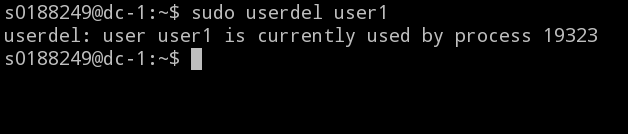 s0188249@dc-1:~$ sudo userdel user1
userdel: user user1 is currently used by process 19323
s0188249@dc-1:~$